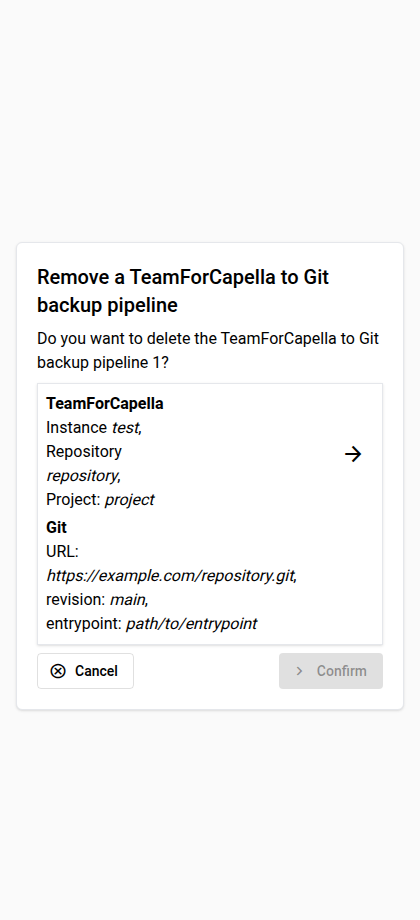 Remove a TeamForCapella to Git
backup pipeline
Do you want to delete the TeamForCapella to Git
backup pipeline 1?
TeamForCapella
Instance test,
Repository
repository,
Project: project
Git
URL:
https://example.com/repository.git,
revision: main,
entrypoint: path/to/entrypoint
Cancel
Confirm